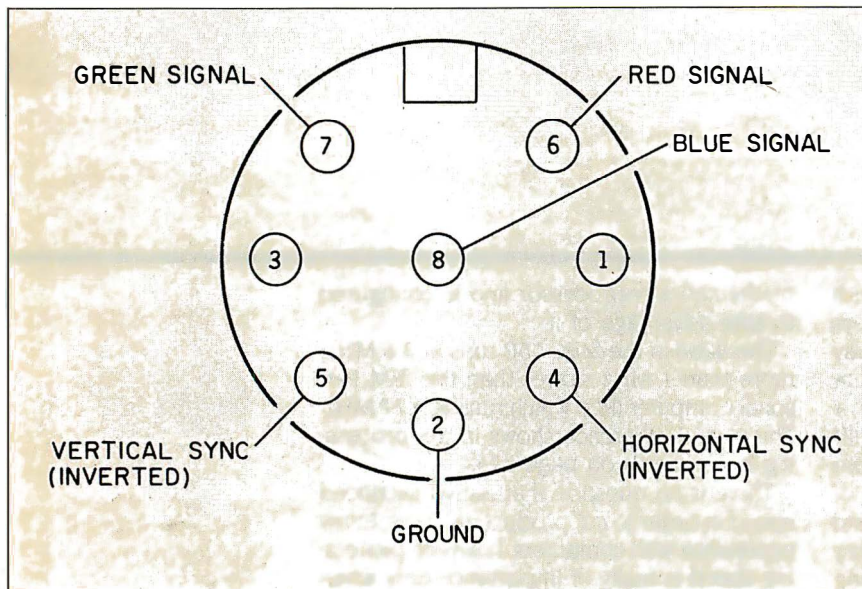 GREEN SIGNAL
RED SIGNAL
7
6
BLUE SIGNAL
3
8
1
5
4
2
VERTICAL SYNC
(INVERTED)
HORIZONTAL SYNC
(INVERTED)
GROUND